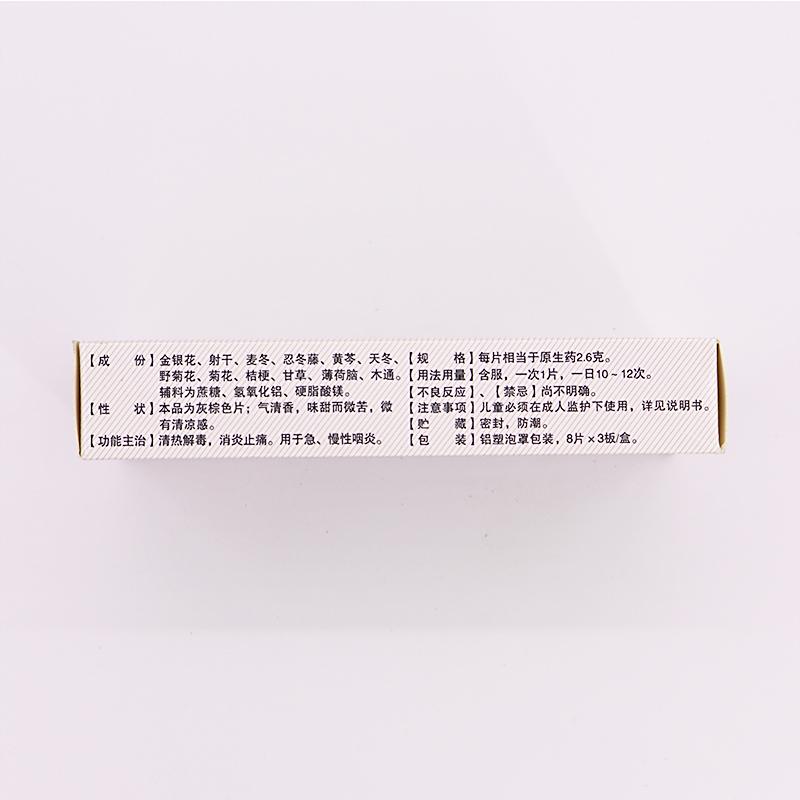 【成　份】金银花、射干、麦冬、忍冬藤、黄芩、天冬、
野菊花、菊花、桔梗、甘草、薄荷脑、木通。
辅料为蔗糖、氢氧化铝、硬脂酸镁。
【性　状】本品为灰棕色片；气清香，味甜而微苦，微
有清凉感。
【功能主治】清热解毒，消炎止痛。用于急、慢性咽炎。
【规　格】每片相当于原生药2.6克。
【用法用量】含服，一次1片，一日10～12次。
【不良反应】、【禁忌】尚不明确。
【注意事项】儿童必须在成人监护下使用，详见说明书。
【贮　藏】密封，防潮。
【包　装】铝塑泡罩包装，8片×3板/盒。